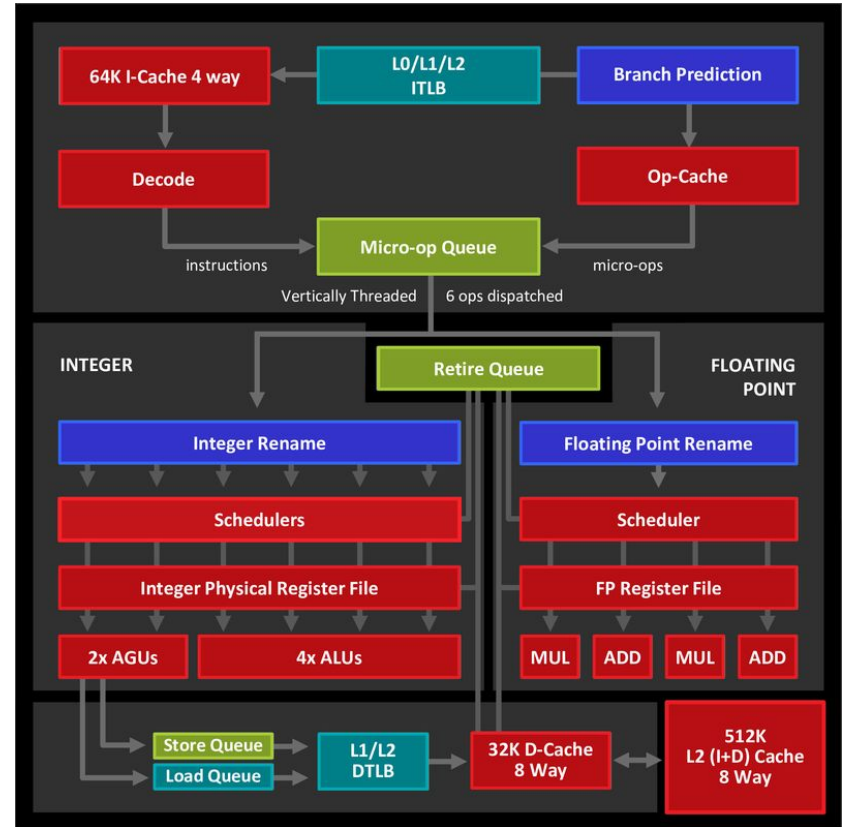 64K I-Cache 4 way
L0/L1/L2
ITLB
Branch Prediction
Decode
Op-Cache
Micro-op Queue
instructions
micro-ops
Vertically Threaded
6 ops dispatched
INTEGER
Retire Queue
FLOATING
POINT
Integer Rename
Floating Point Rename
Schedulers
Scheduler
Integer Physical Register File
FP Register File
2x AGUs
4x ALUs
MUL
ADD
MUL
ADD
Store Queue
Load Queue
L1/L2
DTLB
32K D-Cache
8 Way
512K
L2 (I+D) Cache
8 Way